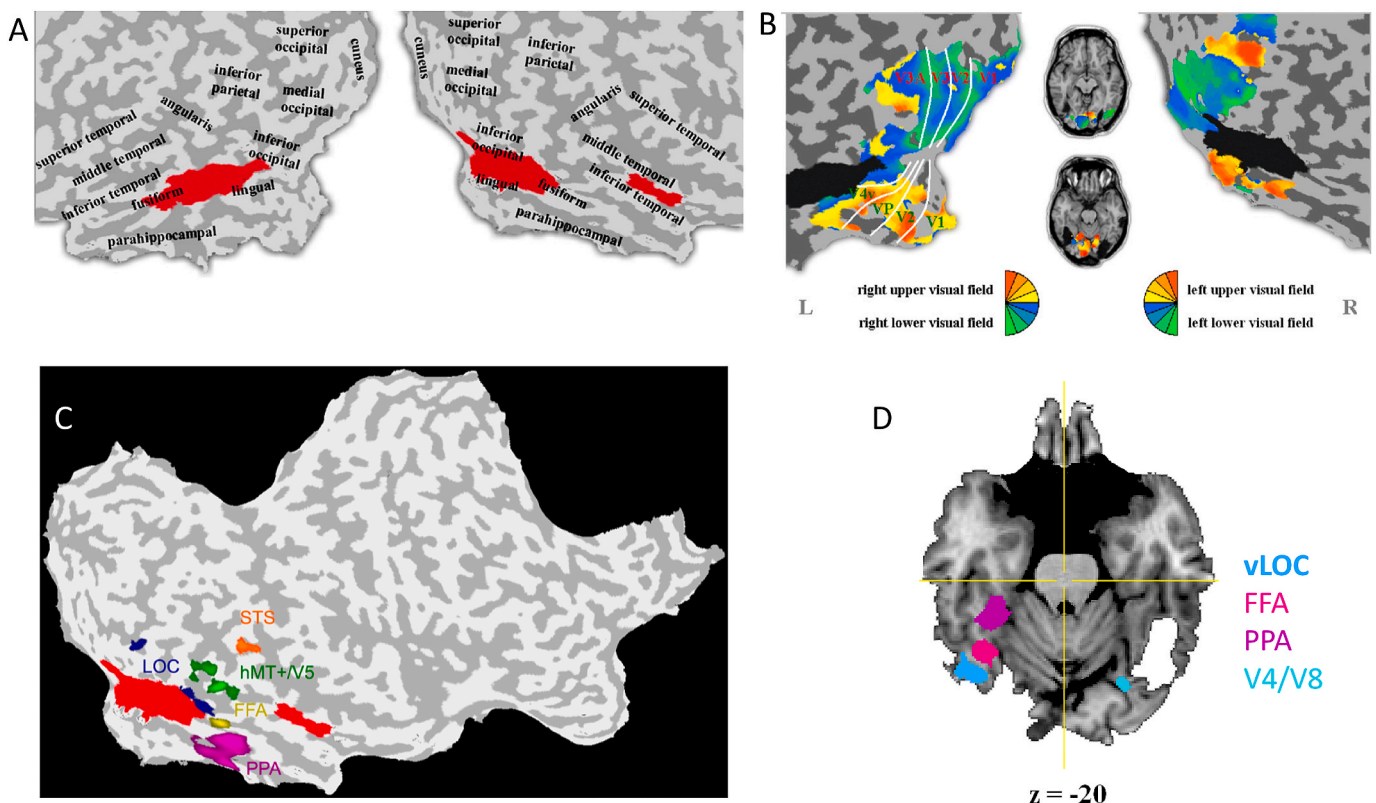 A
superior
occipital
cuneus
inferior
parietal
medial
occipital
angularis
superior temporal
middle temporal
inferior
occipital
inferior temporal
fusiform
lingual
parahippocampal
cuneus
superior
occipital
inferior
parietal
medial
occipital
angularis
superior temporal
inferior
occipital
middle temporal
lingual
fusiform
inferior temporal
parahippocampal
B
V3A
V3
V2
V1
V4v
VP
V2
V1
right upper visual field
left upper visual field
L
R
right lower visual field
left lower visual field
C
STS
LOC
hMT+/V5
FFA
PPA
D
vLOC
FFA
PPA
V4/V8
z = -20